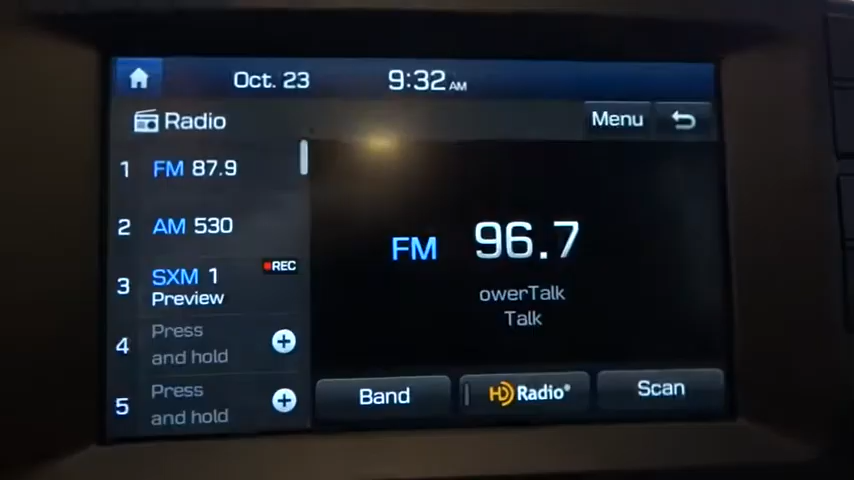 Oct. 23
9:32 AM
Radio
Menu
1 FM 87.9
2 AM 530
3 SXM 1 REC
Preview
4 Press
and hold
5 Press
and hold
FM 96.7
owerTalk
Talk
Band
HD Radio®
Scan